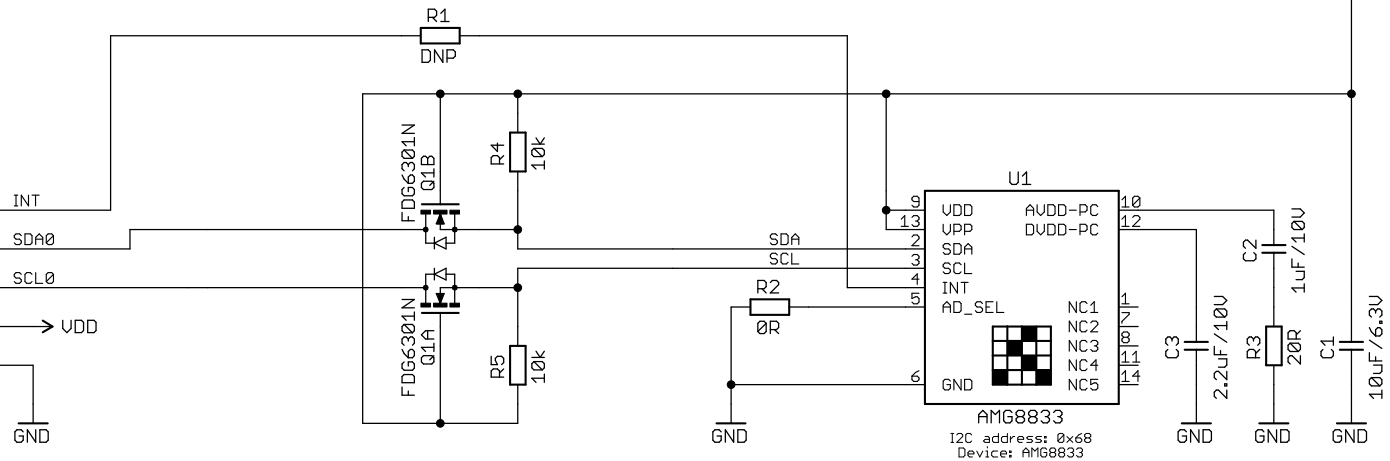 R1
DNP
INT
SDA0
SCL0
VDD
GND
FDG6301N
Q1B
FDG6301N
Q1A
R4
10k
R5
10k
SDA
SCL
R2
0R
GND
U1
9 VDD
13 VPP
2 SDA
3 SCL
4 INT
5 AD_SEL
6 GND
AVDD-PC 10
DVDD-PC 12
NC1 1
NC2 7
NC3 8
NC4 11
NC5 14
AMG8833
I2C address: 0x68
Device: AMG8833
C3
2.2uF/10V
GND
C2
1uF/10V
R3
20R
GND
C1
10uF/6.3V
GND